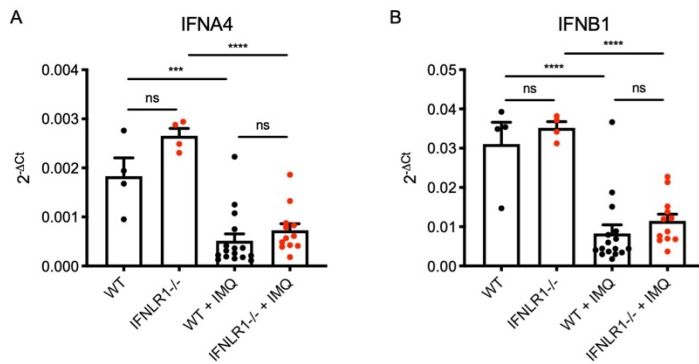 A
IFNA4
****
***
ns
ns
0.004
0.003
0.002
0.001
0.000
2-ΔCt
WT
IFNLR1-/-
WT + IMQ
IFNLR1-/- + IMQ
B
IFNB1
****
****
ns
ns
0.05
0.04
0.03
0.02
0.01
0.00
2-ΔCt
WT
IFNLR1-/-
WT + IMQ
IFNLR1-/- + IMQ